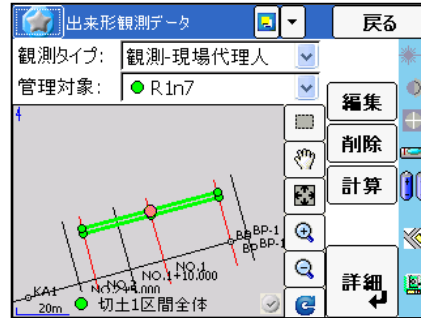 出来形観測データ
戻る
観測タイプ: 観測-現場代理人
管理対象: R1n7
編集
4
削除
計算
BP-1
BP-1
NO.1
NO.1+10.000
KA1
20m
切土1区間全体
詳細